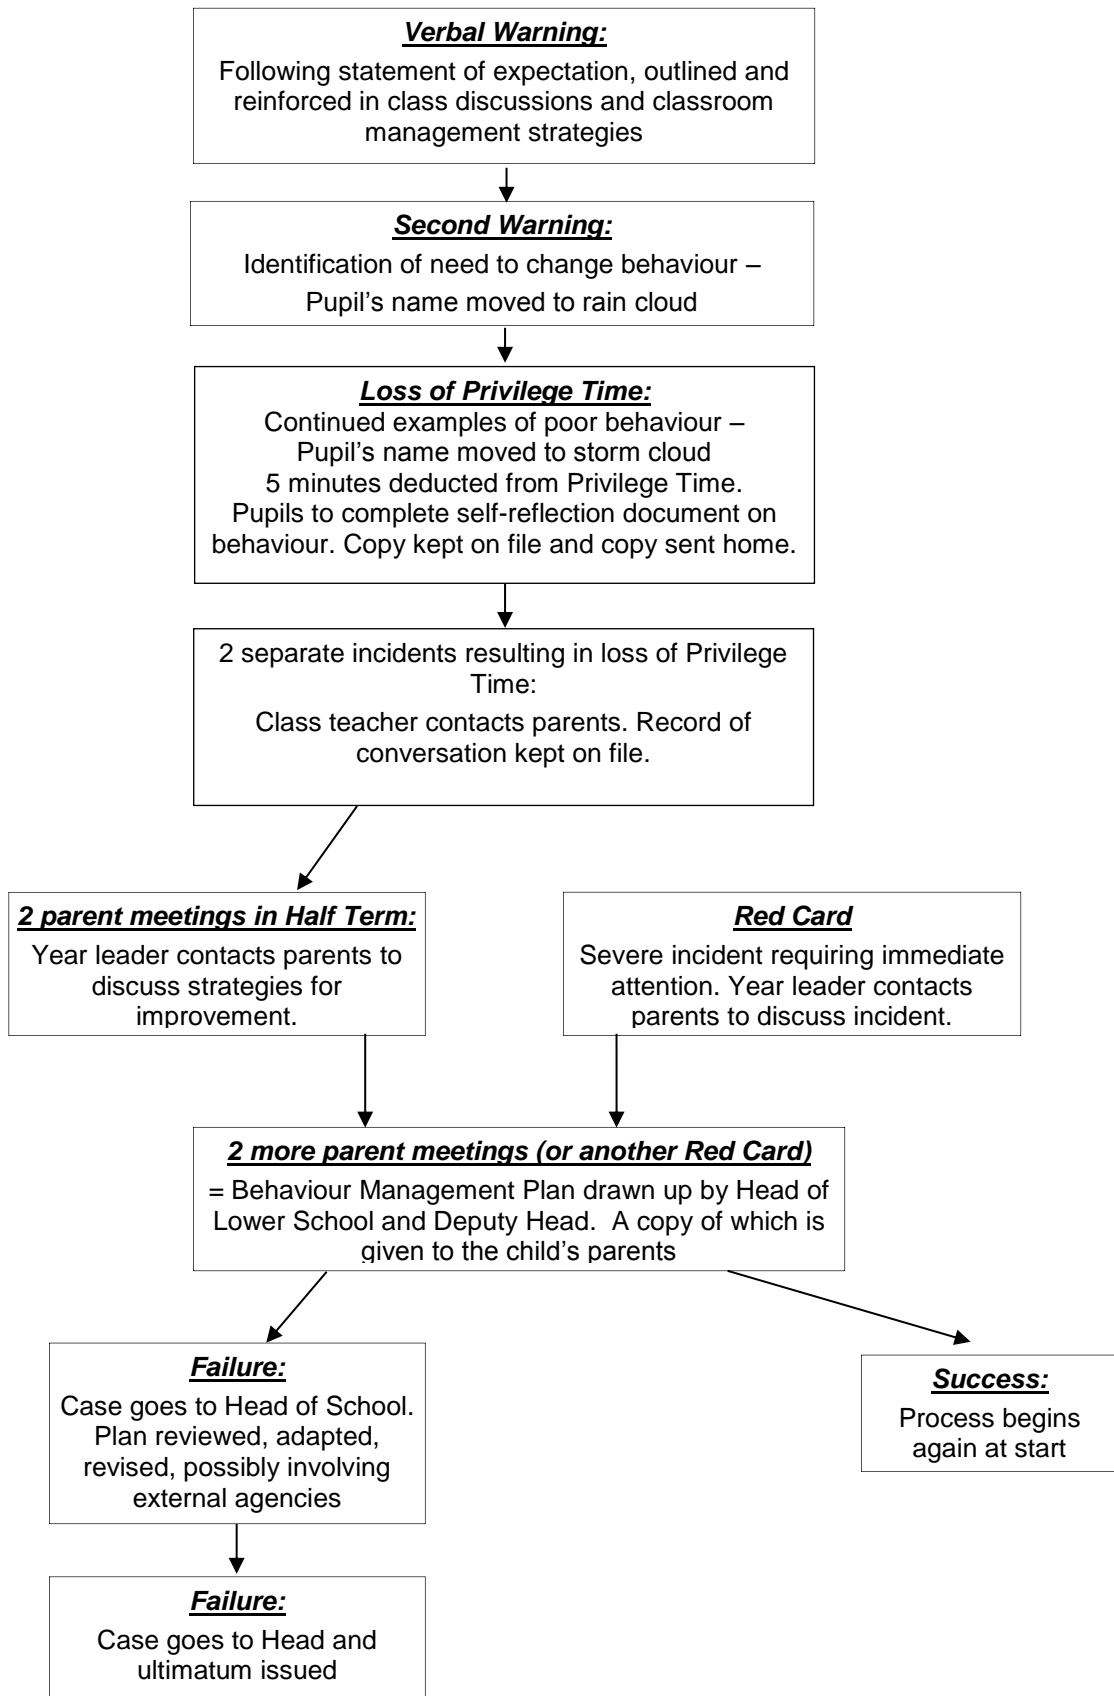 Verbal Warning:
Following statement of expectation, outlined and
reinforced in class discussions and classroom
management strategies
Second Warning:
Identification of need to change behaviour –
Pupil’s name moved to rain cloud
Loss of Privilege Time:
Continued examples of poor behaviour –
Pupil’s name moved to storm cloud
5 minutes deducted from Privilege Time.
Pupils to complete self-reflection document on
behaviour. Copy kept on file and copy sent home.
2 separate incidents resulting in loss of Privilege
Time:
Class teacher contacts parents. Record of
conversation kept on file.
2 parent meetings in Half Term:
Year leader contacts parents to
discuss strategies for
improvement.
Red Card
Severe incident requiring immediate
attention. Year leader contacts
parents to discuss incident.
2 more parent meetings (or another Red Card)
= Behaviour Management Plan drawn up by Head of
Lower School and Deputy Head.  A copy of which is
given to the child’s parents
Failure:
Case goes to Head of School.
Plan reviewed, adapted,
revised, possibly involving
external agencies
Success:
Process begins
again at start
Failure:
Case goes to Head and
ultimatum issued